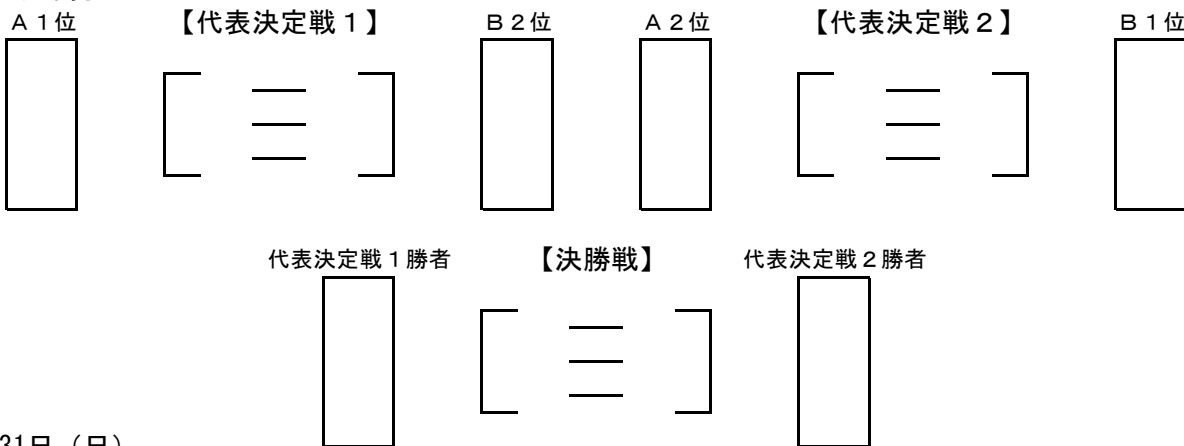 A1位 【代表決定戦1】 B2位 A2位 【代表決定戦2】 B1位
代表決定戦1勝者 【決勝戦】 代表決定戦2勝者
31日（日）